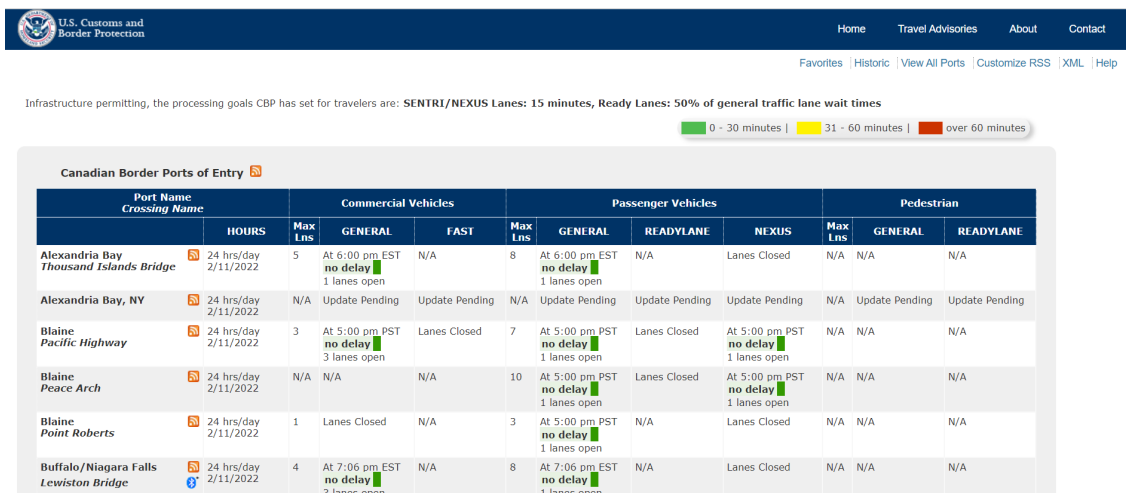 U.S. Customs and
Border Protection
Home Travel Advisories About Contact
Favorites Historic View All Ports Customize RSS XML Help
Infrastructure permitting, the processing goals CBP has set for travelers are: SENTRI/NEXUS Lanes: 15 minutes, Ready Lanes: 50% of general traffic lane wait times
0 - 30 minutes | 31 - 60 minutes | over 60 minutes
Canadian Border Ports of Entry
Port Name Commercial Vehicles Passenger Vehicles Pedestrian
Crossing Name
HOURS Max Lns GENERAL FAST Max Lns GENERAL READYLANE NEXUS Max Lns GENERAL READYLANE
Alexandria Bay 24 hrs/day 5 At 6:00 pm EST N/A 8 At 6:00 pm EST N/A Lanes Closed N/A N/A N/A
Thousand Islands Bridge 2/11/2022 no delay no delay
1 lanes open 1 lanes open
Alexandria Bay, NY 24 hrs/day N/A Update Pending Update Pending N/A Update Pending Update Pending Update Pending N/A Update Pending Update Pending
2/11/2022
Blaine 24 hrs/day 3 At 5:00 pm PST Lanes Closed 7 At 5:00 pm PST Lanes Closed At 5:00 pm PST N/A N/A N/A
Pacific Highway 2/11/2022 no delay no delay no delay
3 lanes open 1 lanes open 1 lanes open
Blaine 24 hrs/day N/A N/A N/A 10 At 5:00 pm PST Lanes Closed At 5:00 pm PST N/A N/A N/A
Peace Arch 2/11/2022 no delay no delay
1 lanes open 1 lanes open
Blaine 24 hrs/day 1 Lanes Closed N/A 3 At 5:00 pm PST N/A Lanes Closed N/A N/A N/A
Point Roberts 2/11/2022 no delay
1 lanes open
Buffalo/Niagara Falls 24 hrs/day 4 At 7:06 pm EST N/A 8 At 7:06 pm EST N/A Lanes Closed N/A N/A N/A
Lewiston Bridge 2/11/2022 no delay no delay
3 lanes open 1 lanes open